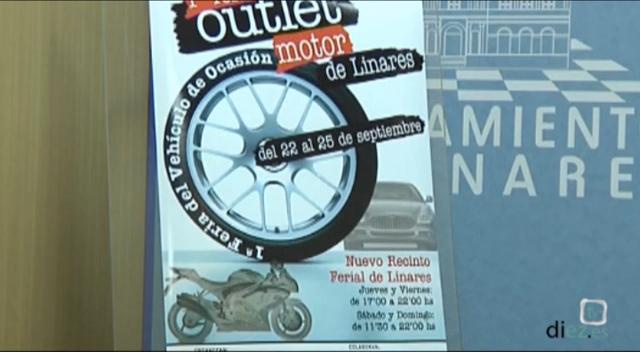 outlet
motor
de Linares
1ª Feria del Vehículo de Ocasión
del 22 al 25 de septiembre
Nuevo Recinto
Ferial de Linares
Jueves y Viernes:
de 17'00 a 22'00 hs
Sábado y Domingo:
de 11'30 a 22'00 hs
AMIENT
NARE
diez.es